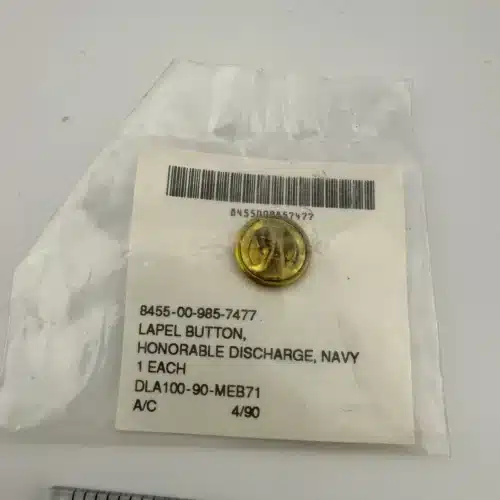 8455009857477
8455-00-985-7477
LAPEL BUTTON,
HONORABLE DISCHARGE, NAVY
1 EACH
DLA100-90-MEB71
A/C 4/90